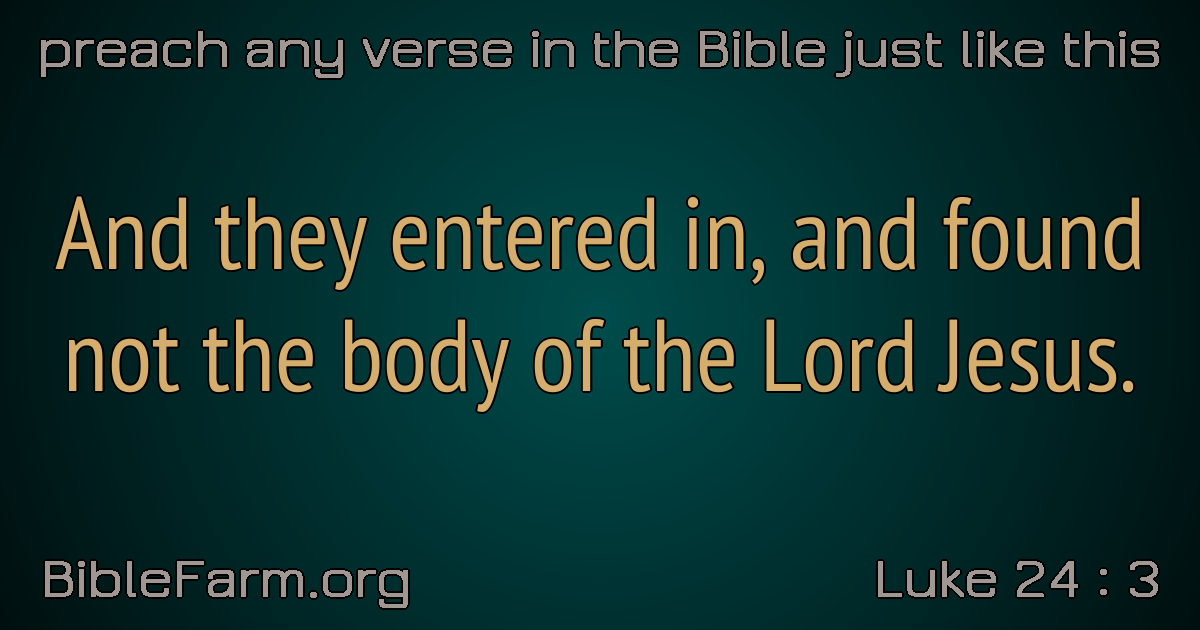 preach any verse in the Bible just like this
And they entered in, and found
not the body of the Lord Jesus.
BibleFarm.org
Luke 24 : 3